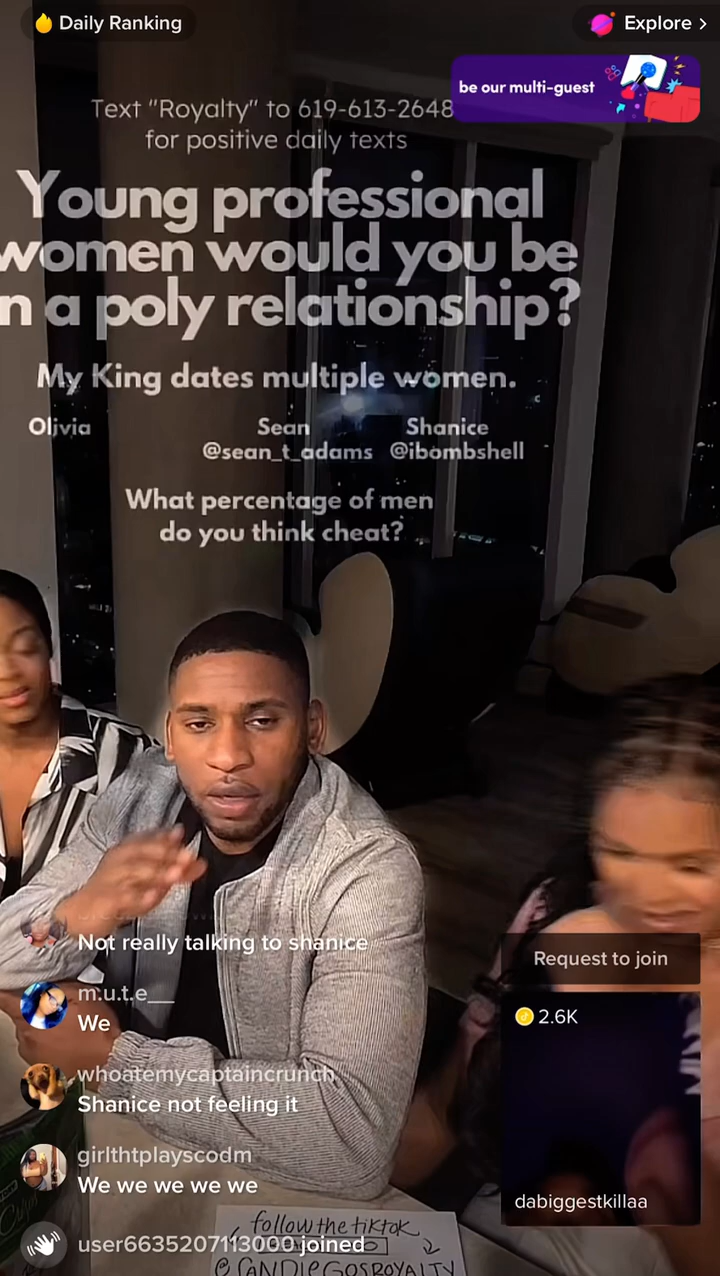 Daily Ranking
Explore >
be our multi-guest
Text "Royalty" to 619-613-2648
for positive daily texts
Young professional
women would you be
n a poly relationship?
My King dates multiple women.
Olivia Sean Shanice
@sean_t_adams @ibombshell
What percentage of men
do you think cheat?
Not really talking to shanice
m.u.t.e__
We
whoatemycaptaincrunch
Shanice not feeling it
girlthtplayscodm
We we we we we
user6635207113000 joined
Request to join
2.6K
dabiggestkillaa
follow the tiktok
@CANDIEGOSROYALTY